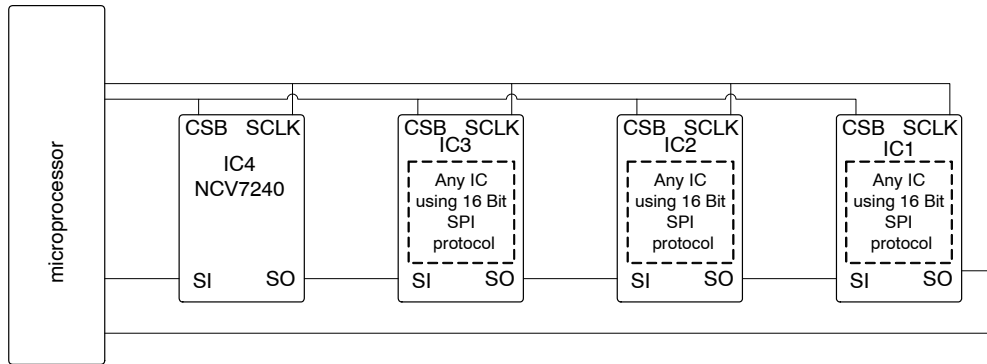 microprocessor
CSB SCLK
IC4
NCV7240
SI SO
CSB SCLK
IC3
Any IC
using 16 Bit
SPI
protocol
SI SO
CSB SCLK
IC2
Any IC
using 16 Bit
SPI
protocol
SI SO
CSB SCLK
IC1
Any IC
using 16 Bit
SPI
protocol
SI SO